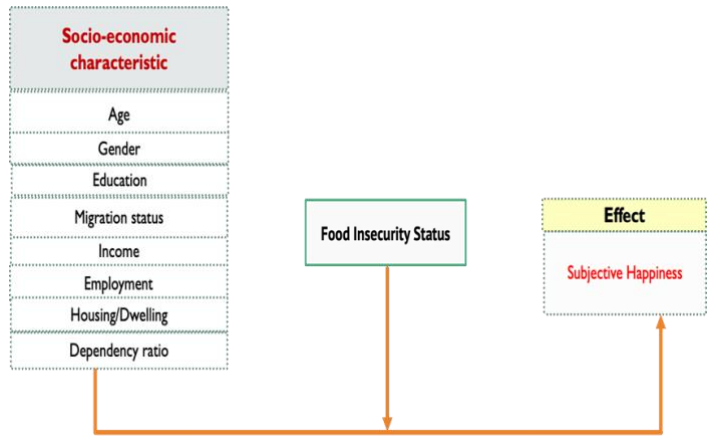 Socio-economic
characteristic
Age
Gender
Education
Migration status
Income
Employment
Housing/Dwelling
Dependency ratio
Food Insecurity Status
Effect
Subjective Happiness